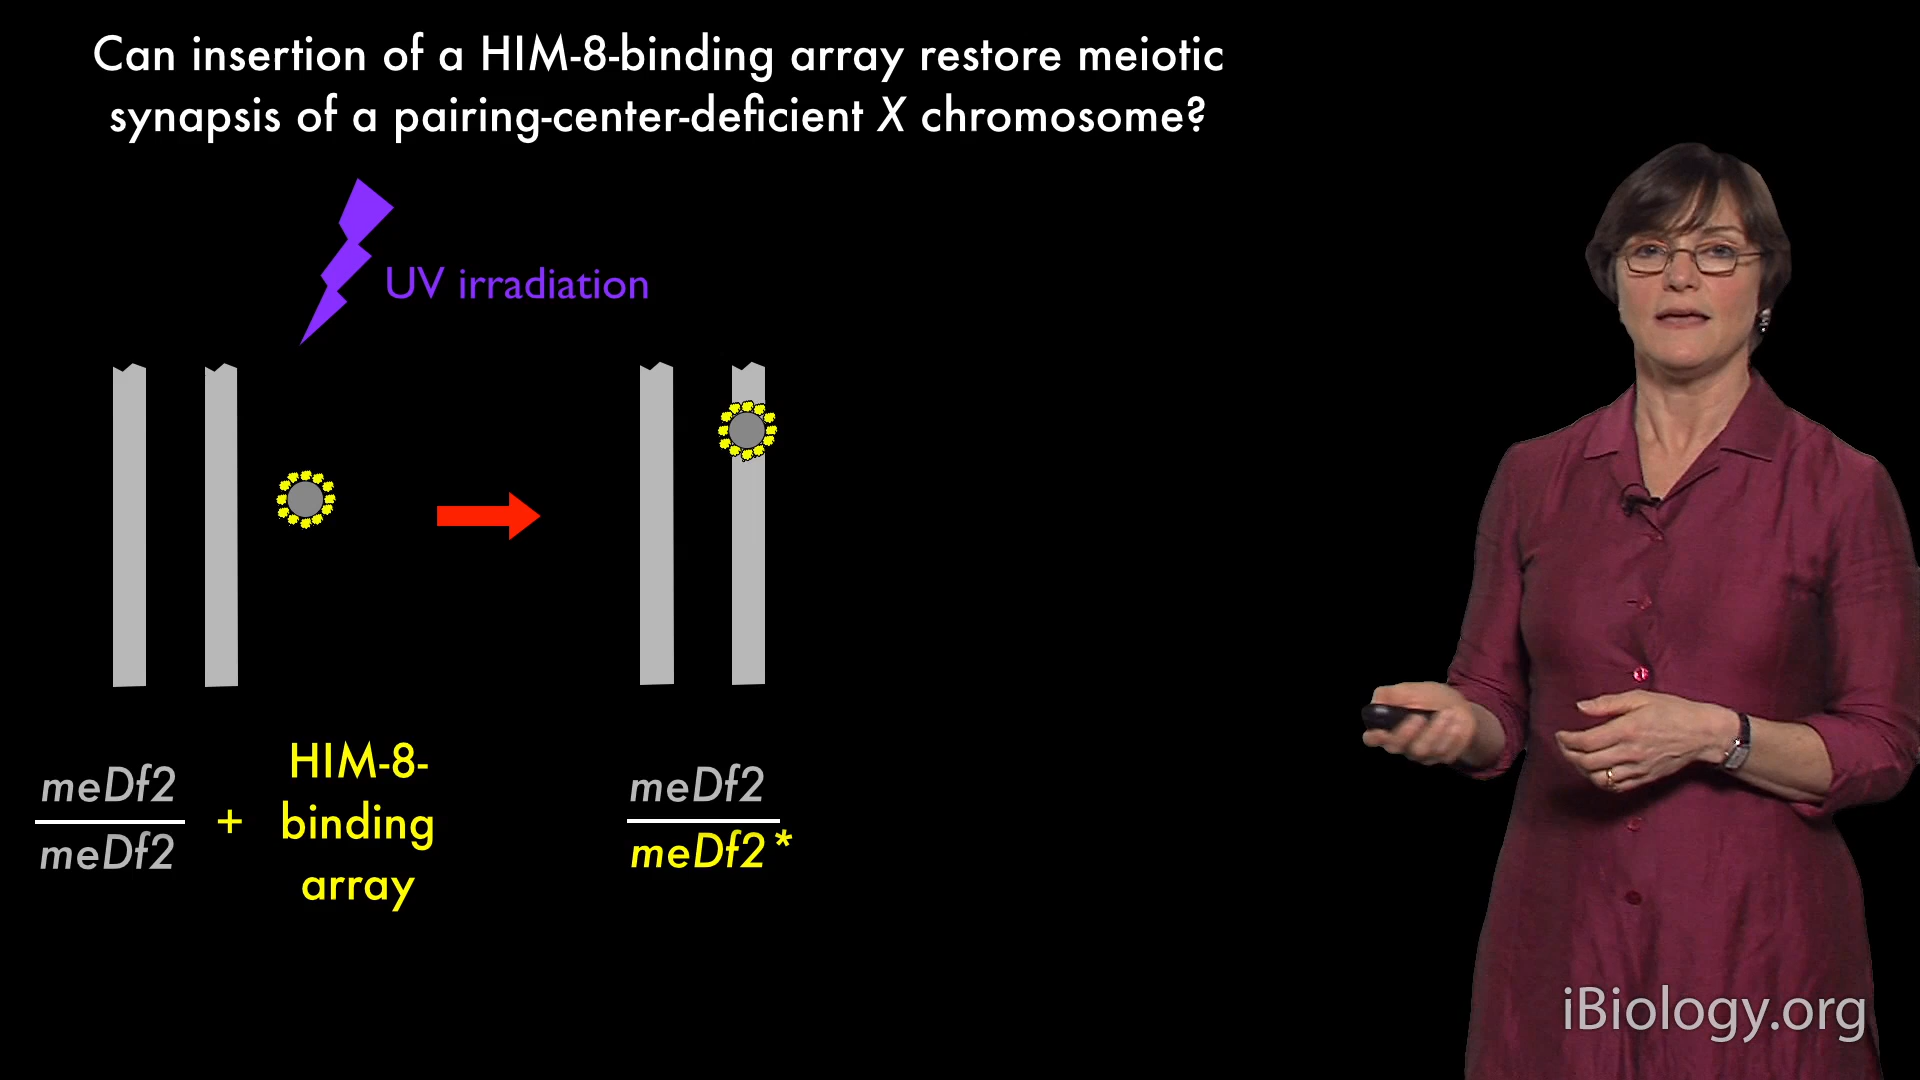 Can insertion of a HIM-8-binding array restore meiotic
synapsis of a pairing-center-deficient X chromosome?
UV irradiation
meDf2
meDf2
+
HIM-8-
binding
array
meDf2
meDf2*
iBiology.org